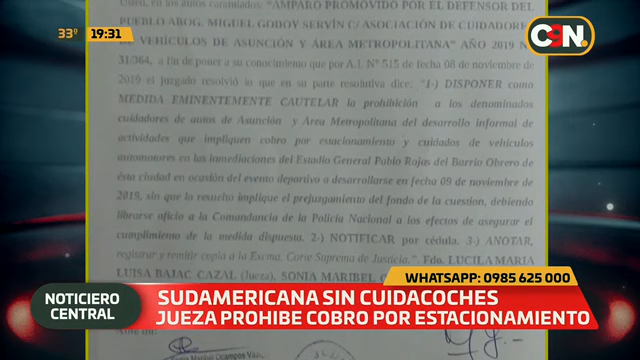 Usted, en los autos caratulados: "AMPARO PROMOVIDO POR EL DEFENSOR DEL
PUEBLO ABOG. MIGUEL GODOY SERVÍN C/ASOCIACIÓN DE CUIDADORES
DE VEHÍCULOS DE ASUNCIÓN Y ÁREA METROPOLITANA" AÑO 2019 N
31/364, a fin de poner a su conocimiento que por A.I. Nº 515 de fecha 08 de noviembre
de 2019 el Juzgado resolvió lo que en su parte resolutiva dice: "1-) DISPONER como
MEDIDA EMINENTEMENTE CAUTELAR la prohibición a los denominados
cuidadores de autos de Asunción y Area Metropolitana del desarrollo informal de
actividades que impliquen cobro por estacionamiento y cuidados de vehículos
automotores en las inmediaciones del Estadio General Pablo Rojas del Barrio Obrero de
ésta ciudad en ocasión del evento deportivo a desarrollarse en fecha 09 de noviembre de
2019, sin que lo resuelto implique el prejuzgamiento del fondo de la cuestión, debiendo
librarse oficio a la Comandancia de la Policía Nacional a los efectos de asegurar el
cumplimiento de la medida dispuesta. 2-) NOTIFICAR por cédula. 3-) ANOTAR,
registrar y remitir copia a la Excma. Corte Suprema de Justicia.". Fdo. LUCILA MARIA
LUISA BAJAC CAZAL (Jueza), SONIA MARIBEL
33º
19:31
C9N.
WHATSAPP: 0985 625 000
NOTICIERO
CENTRAL
SUDAMERICANA SIN CUIDACOCHES
JUEZA PROHIBE COBRO POR ESTACIONAMIENTO
Maribel Ocampos